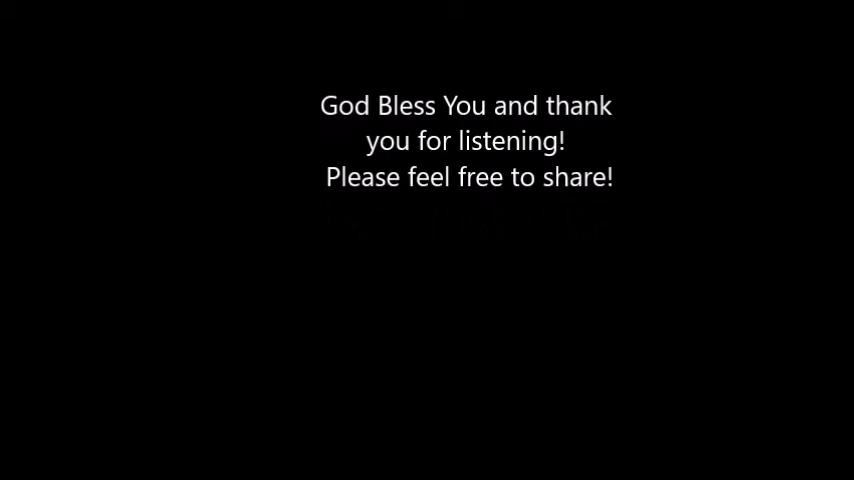 God Bless You and thank
you for listening!
Please feel free to share!